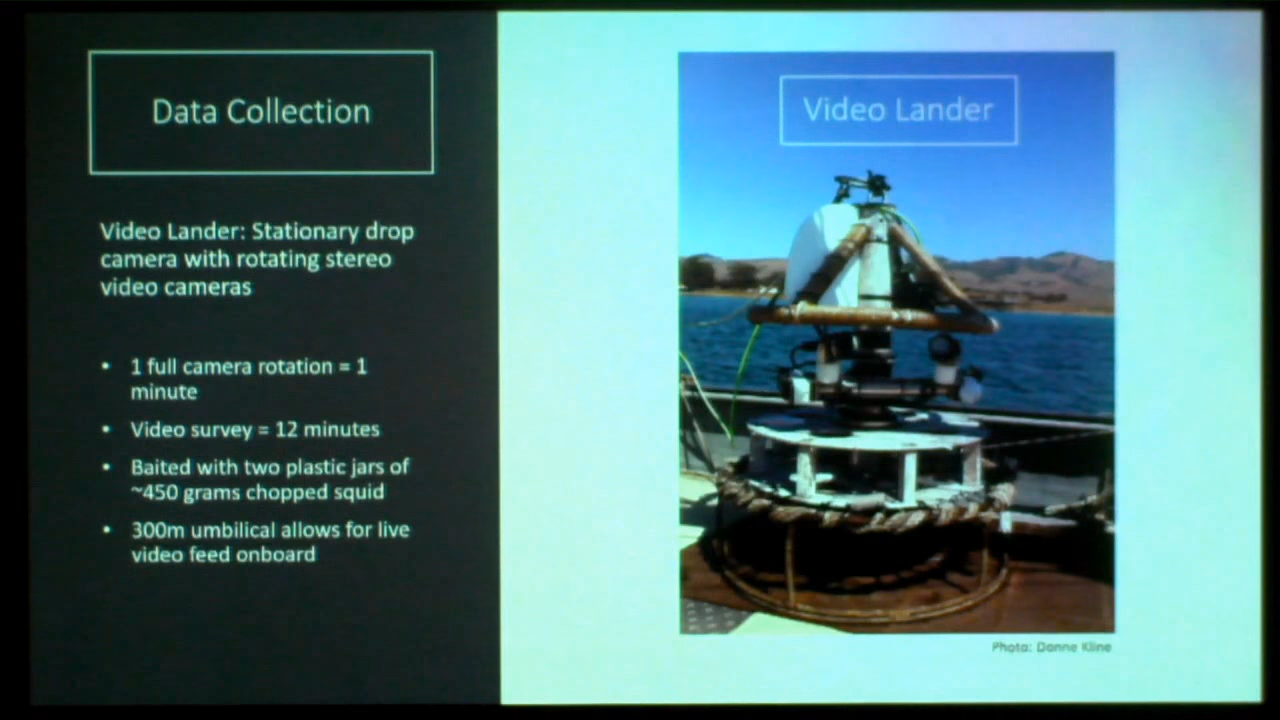 Data Collection
Video Lander: Stationary drop
camera with rotating stereo
video cameras
• 1 full camera rotation = 1
minute
• Video survey = 12 minutes
• Baited with two plastic jars of
~450 grams chopped squid
• 300m umbilical allows for live
video feed onboard
Video Lander
Photo: Donne Kline